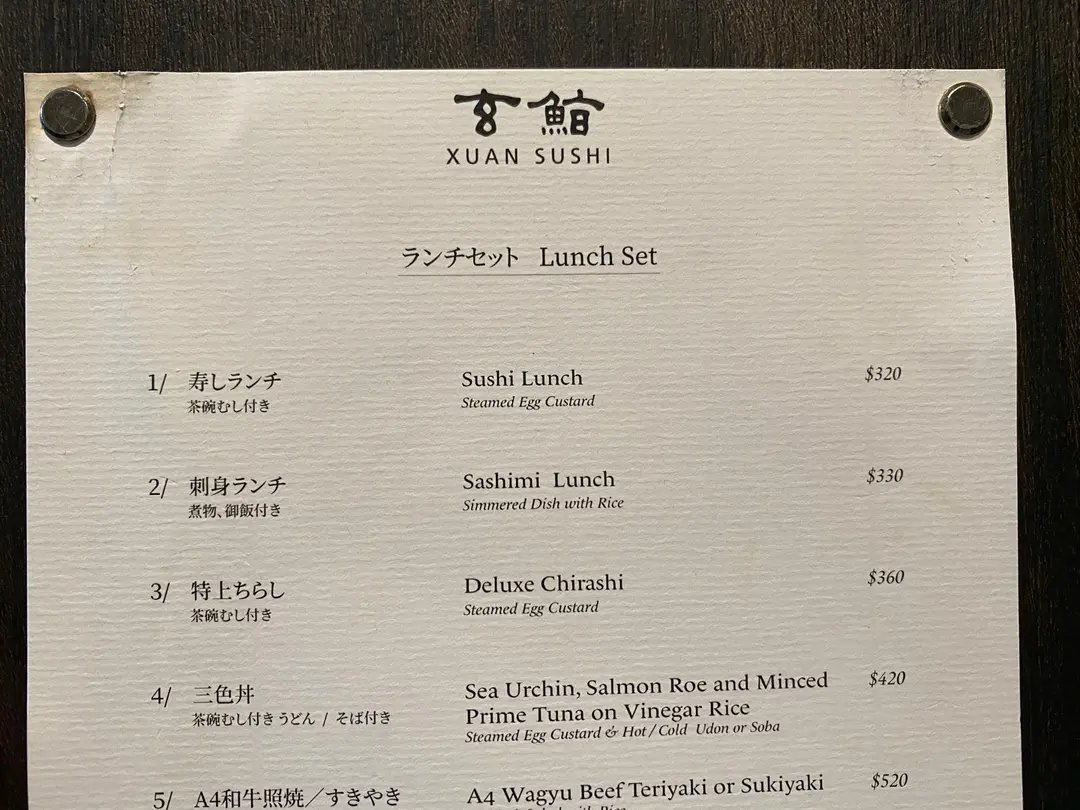 玄鮨
XUAN SUSHI
ランチセット Lunch Set
1/ 寿しランチ Sushi Lunch $320
茶碗むし付き Steamed Egg Custard
2/ 刺身ランチ Sashimi Lunch $330
煮物、御飯付き Simmered Dish with Rice
3/ 特上ちらし Deluxe Chirashi $360
茶碗むし付き Steamed Egg Custard
4/ 三色丼 Sea Urchin, Salmon Roe and Minced $420
Prime Tuna on Vinegar Rice
茶碗むし付きうどん / そば付き Steamed Egg Custard & Hot / Cold Udon or Soba
5/ A4和牛照焼／すきやき A4 Wagyu Beef Teriyaki or Sukiyaki $520
with Rice